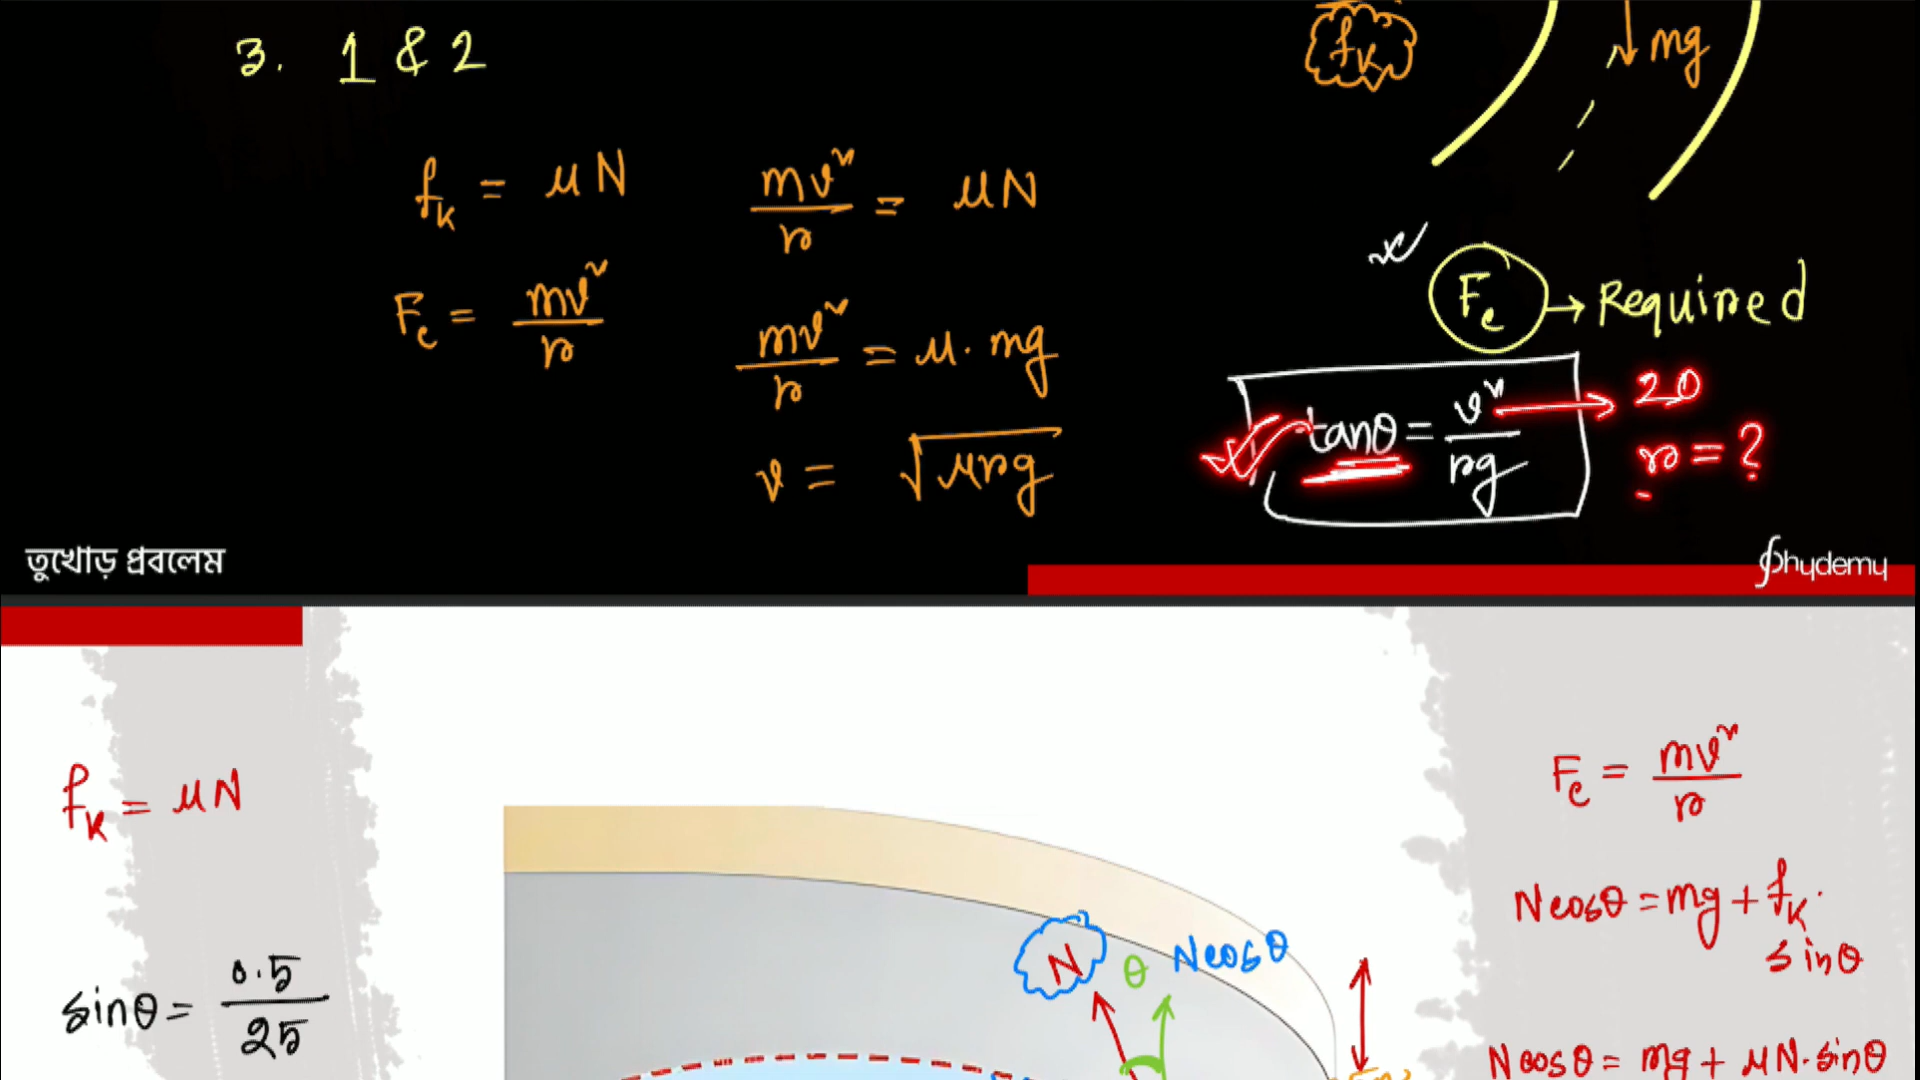 3. 1 & 2
fk
mg
fk = μN
mv²/r = μN
Fc = mv²/r
mv²/r = μ. mg
v = √μrg
Fc → Required
tanθ = v²/rg → 20
r = ?
তুখোড় প্রবলেম
Phydemy
fk = μN
Fc = mv²/r
Ncosθ = mg + fk.
sinθ
N θ Ncosθ
sinθ = 0.5/25
Ncosθ = mg + μN.sinθ